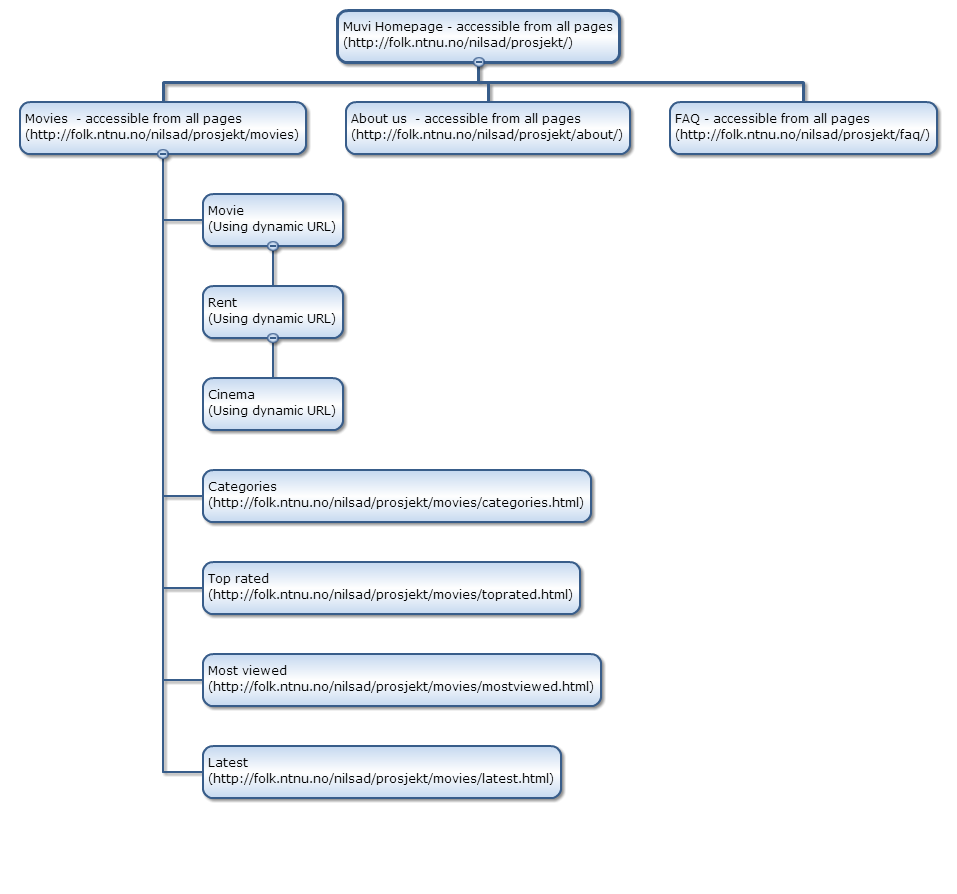 Muvi Homepage - accessible from all pages
(http://folk.ntnu.no/nilsad/prosjekt/)
Movies  - accessible from all pages
(http://folk.ntnu.no/nilsad/prosjekt/movies)
About us  - accessible from all pages
(http://folk.ntnu.no/nilsad/prosjekt/about/)
FAQ - accessible from all pages
(http://folk.ntnu.no/nilsad/prosjekt/faq/)
Movie
(Using dynamic URL)
Rent
(Using dynamic URL)
Cinema
(Using dynamic URL)
Categories
(http://folk.ntnu.no/nilsad/prosjekt/movies/categories.html)
Top rated
(http://folk.ntnu.no/nilsad/prosjekt/movies/toprated.html)
Most viewed
(http://folk.ntnu.no/nilsad/prosjekt/movies/mostviewed.html)
Latest
(http://folk.ntnu.no/nilsad/prosjekt/movies/latest.html)